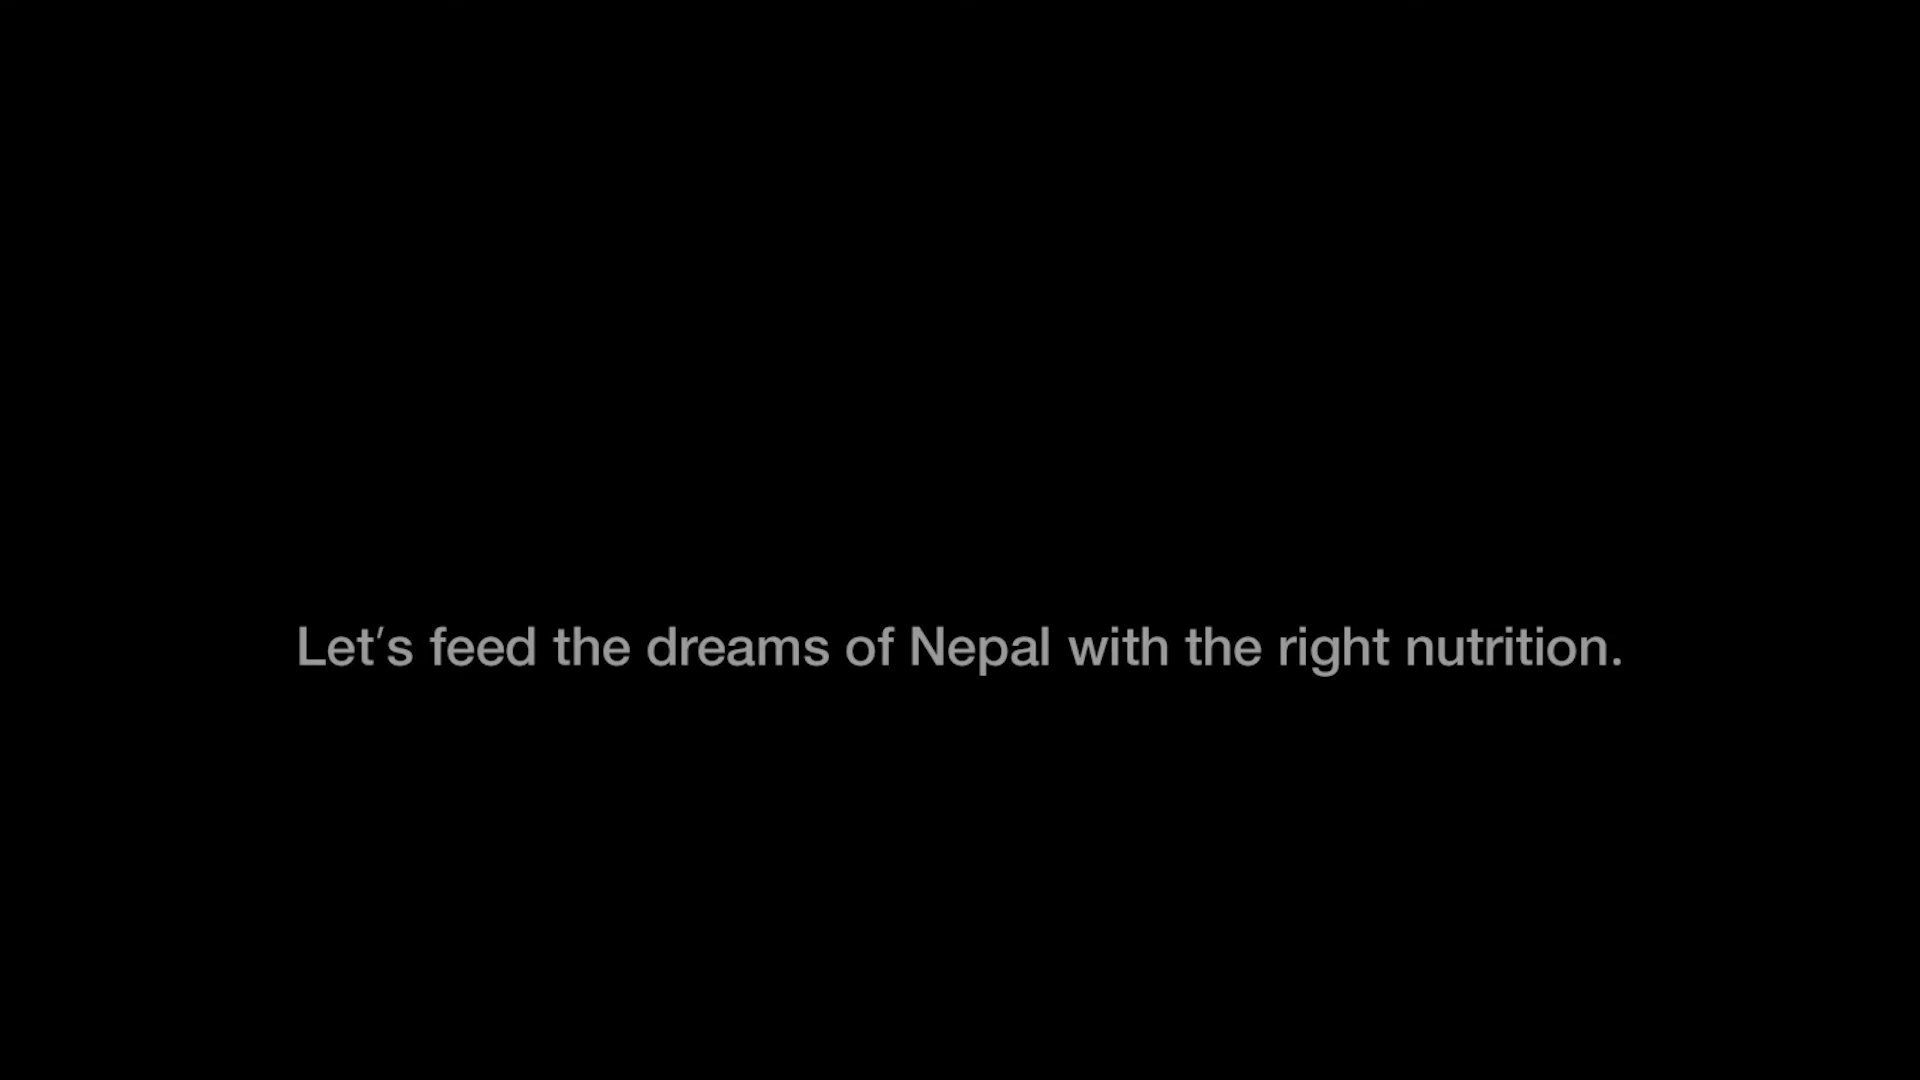 Let's feed the dreams of Nepal with the right nutrition.